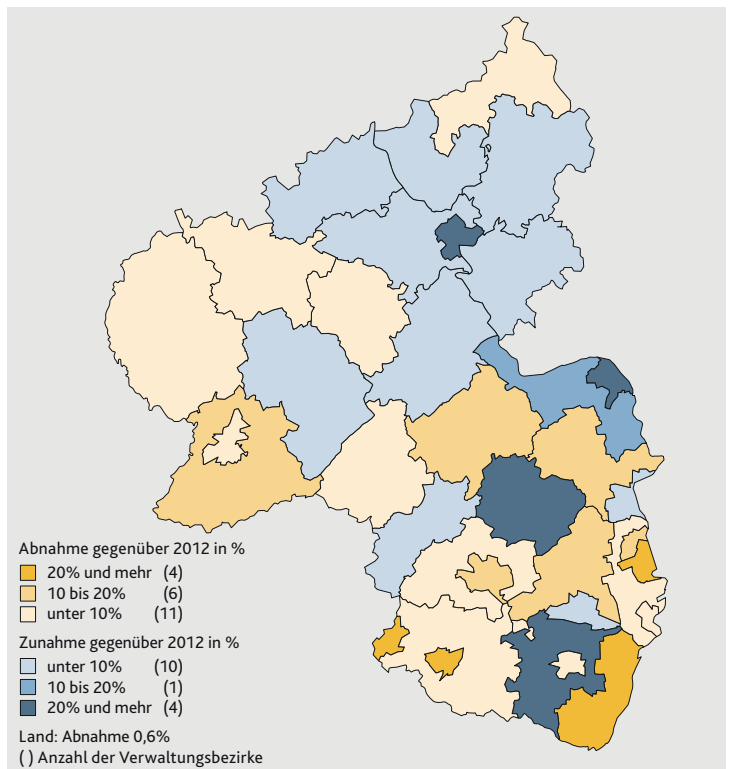 Abnahme gegenüber 2012 in %
20% und mehr (4)
10 bis 20% (6)
unter 10% (11)
Zunahme gegenüber 2012 in %
unter 10% (10)
10 bis 20% (1)
20% und mehr (4)
Land: Abnahme 0,6%
( ) Anzahl der Verwaltungsbezirke